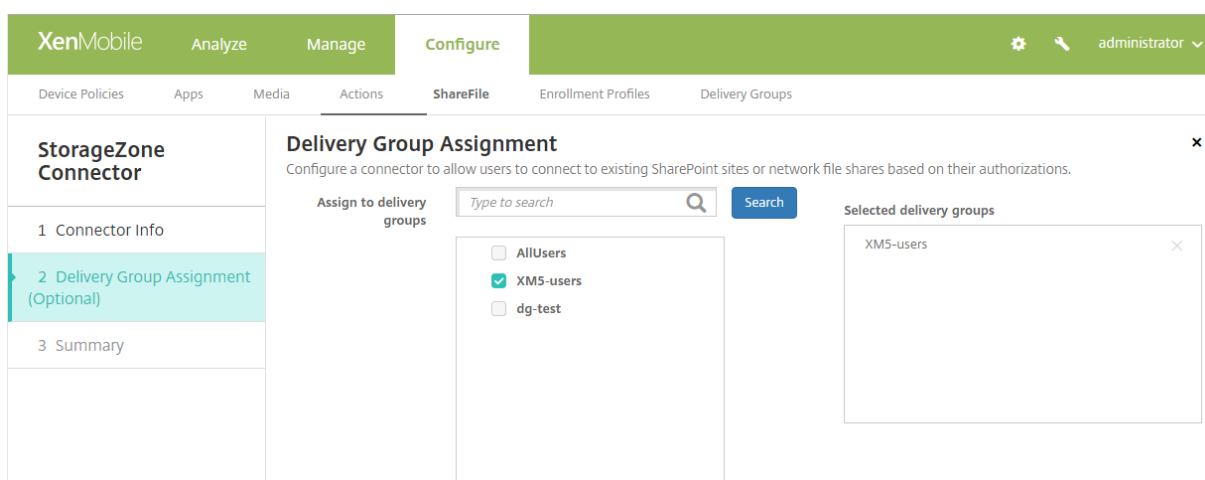 XenMobile Analyze Manage Configure administrator
Device Policies Apps Media Actions ShareFile Enrollment Profiles Delivery Groups
StorageZone
Connector
1 Connector Info
2 Delivery Group Assignment
(Optional)
3 Summary
Delivery Group Assignment
Configure a connector to allow users to connect to existing SharePoint sites or network file shares based on their authorizations.
Assign to delivery
groups
Type to search
Search
AllUsers
XM5-users
dg-test
Selected delivery groups
XM5-users